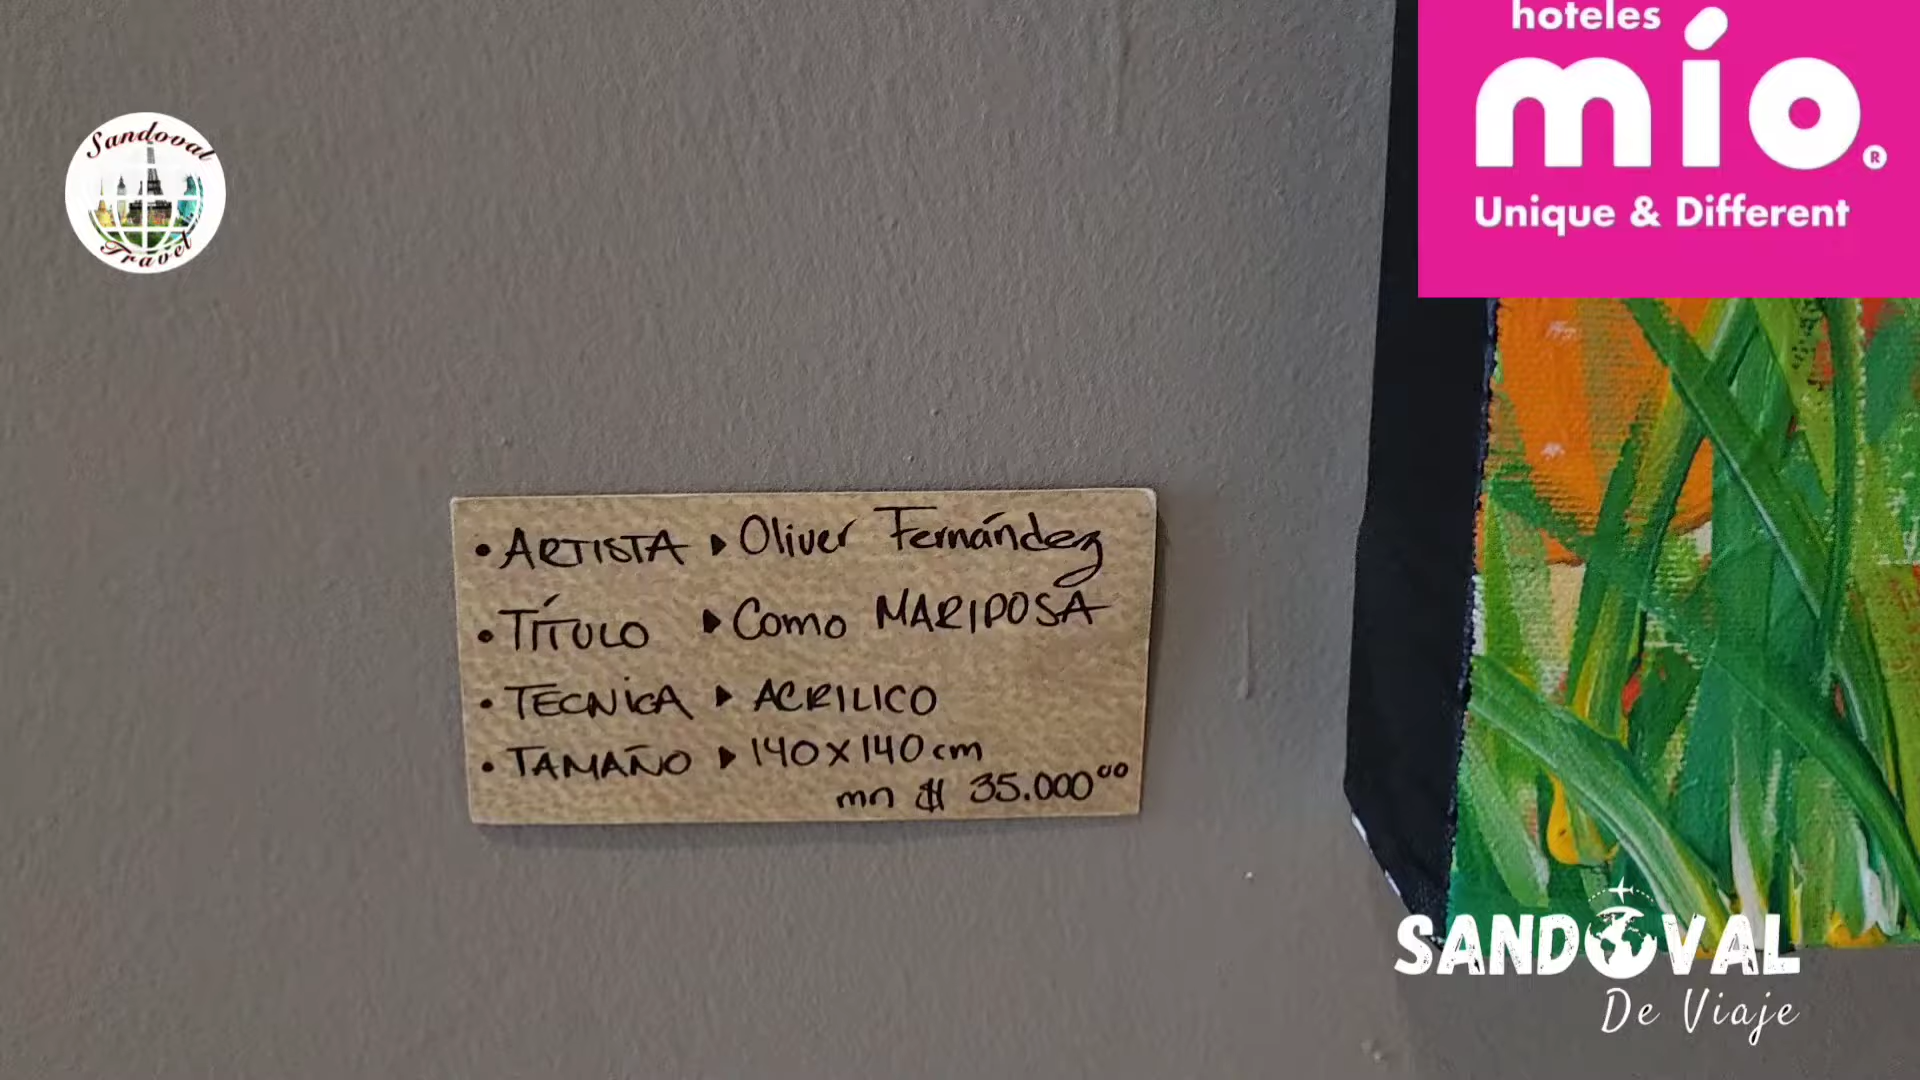 hoteles
mío.®
Unique & Different
Sandoval
Travel
• ARTISTA ▶ Oliver Fernández
• TÍTULO ▶ Como MARIPOSA
• TECNICA ▶ ACRILICO
• TAMAÑO ▶ 140x140cm
mn $ 35.000⁰⁰
SANDOVAL
De Viaje